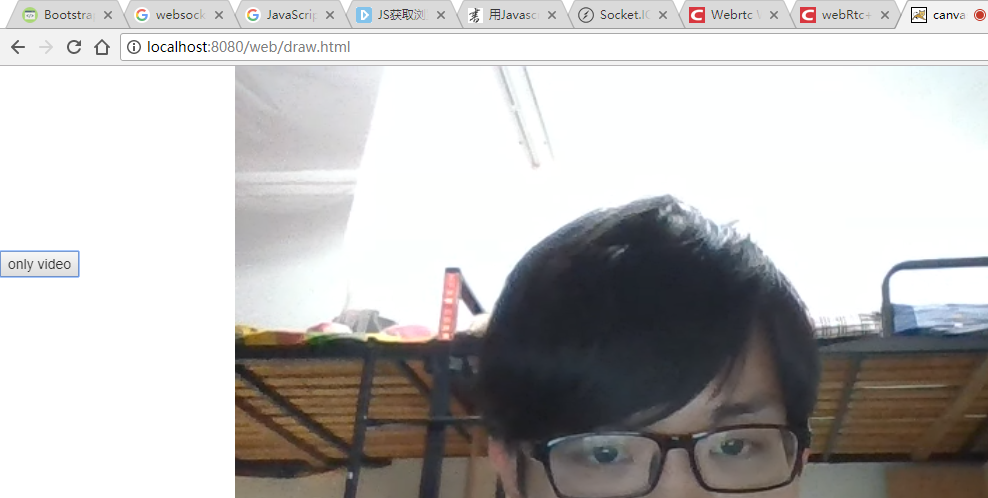 Bootstrap
websock
JavaScrip
JS获取浏
用Javasc
Socket.IO
Webrtc V
webRtc+
canva
localhost:8080/web/draw.html
only video